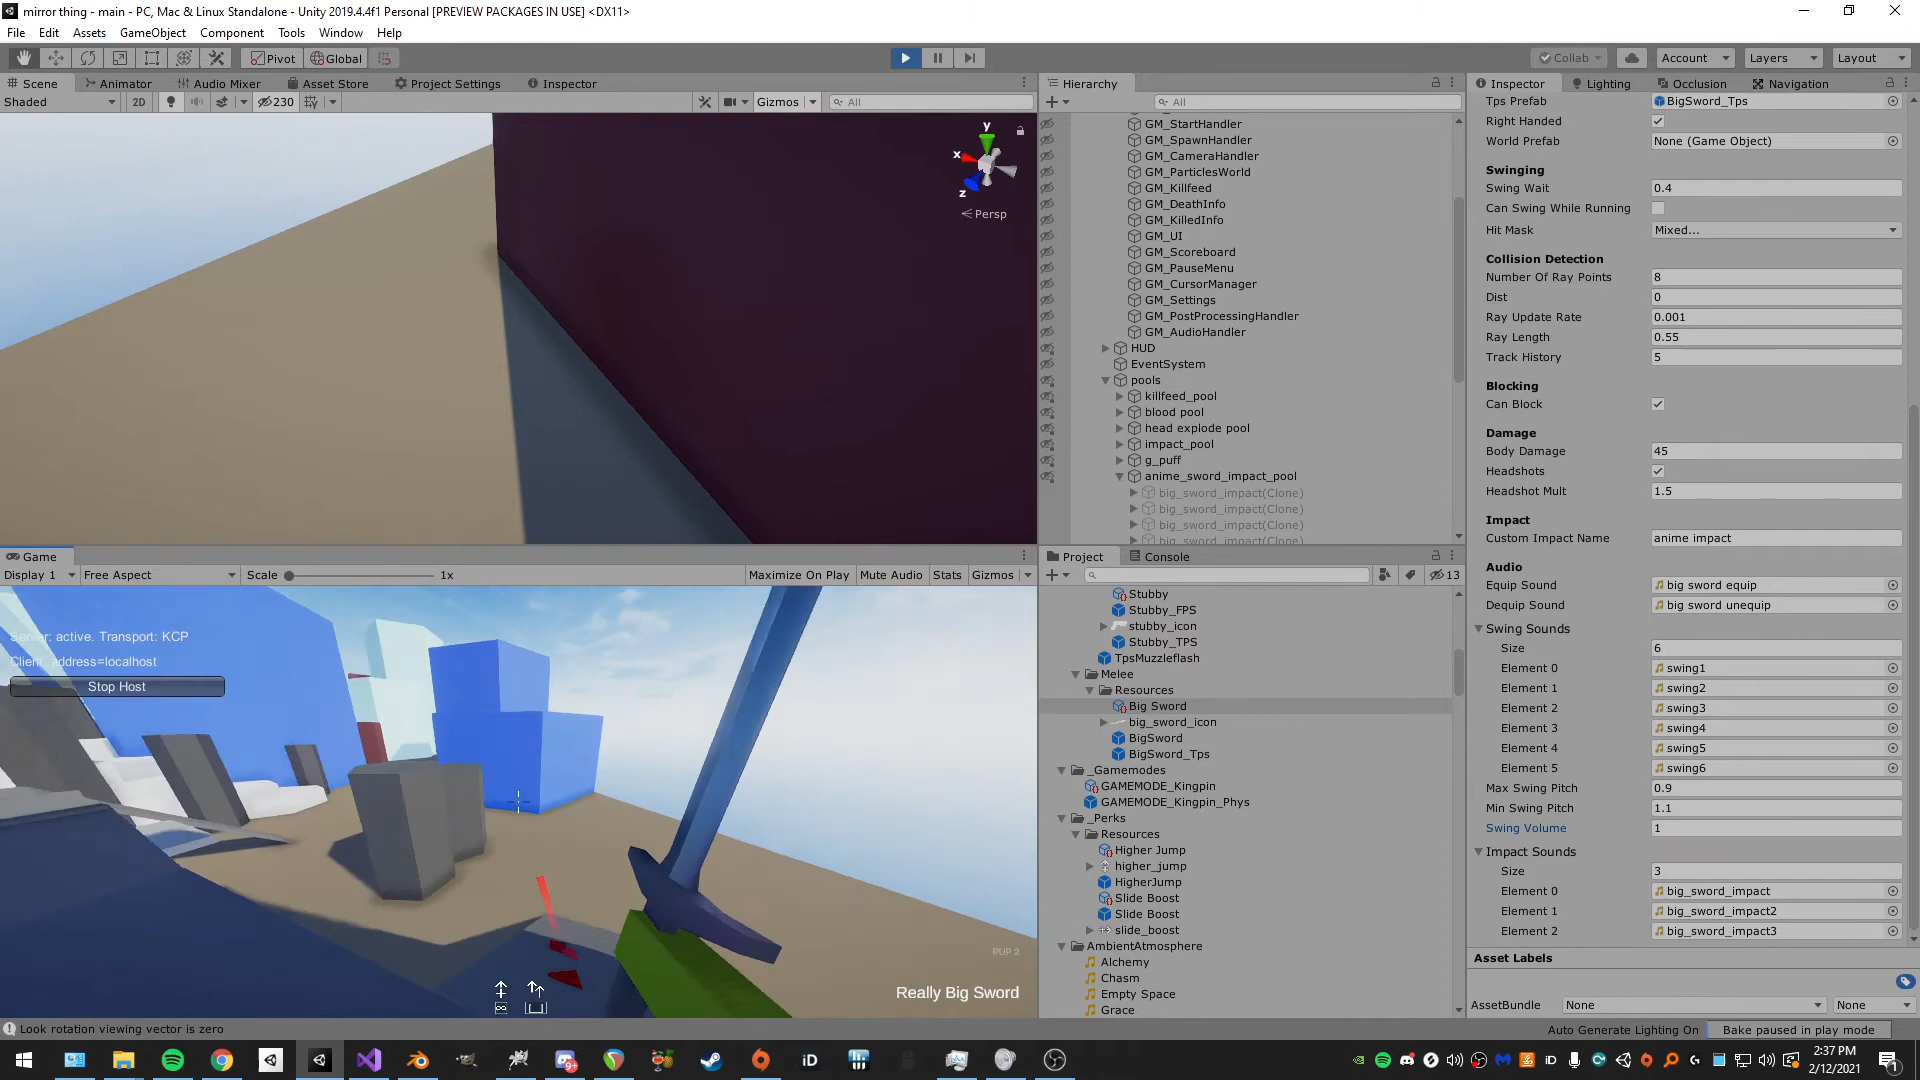 mirror thing - main - PC, Mac & Linux Standalone - Unity 2019.4.4f1 Personal [PREVIEW PACKAGES IN USE] <DX11>
File Edit Assets GameObject Component Tools Window Help
Pivot Global Collab Account Layers Layout
Scene Animator Audio Mixer Asset Store Project Settings Inspector
Shaded 2D 230 Gizmos All
y
x
z
Persp
Game
Display 1 Free Aspect Scale 1x Maximize On Play Mute Audio Stats Gizmos
Server: active. Transport: KCP
Client: address=localhost
Stop Host
PUP 2
Really Big Sword
Look rotation viewing vector is zero
Hierarchy
All
GM_StartHandler
GM_SpawnHandler
GM_CameraHandler
GM_ParticlesWorld
GM_Killfeed
GM_DeathInfo
GM_KilledInfo
GM_UI
GM_Scoreboard
GM_PauseMenu
GM_CursorManager
GM_Settings
GM_PostProcessingHandler
GM_AudioHandler
HUD
EventSystem
pools
killfeed_pool
blood pool
head explode pool
impact_pool
g_puff
anime_sword_impact_pool
big_sword_impact(Clone)
big_sword_impact(Clone)
big_sword_impact(Clone)
big_sword_impact(Clone)
Project Console
13
Stubby
Stubby_FPS
stubby_icon
Stubby_TPS
TpsMuzzleflash
Melee
Resources
Big Sword
big_sword_icon
BigSword
BigSword_Tps
_Gamemodes
GAMEMODE_Kingpin
GAMEMODE_Kingpin_Phys
_Perks
Resources
Higher Jump
higher_jump
HigherJump
Slide Boost
Slide Boost
slide_boost
AmbientAtmosphere
Alchemy
Chasm
Empty Space
Grace
Inspector Lighting Occlusion Navigation
Tps Prefab BigSword_Tps
Right Handed
World Prefab None (Game Object)
Swinging
Swing Wait 0.4
Can Swing While Running
Hit Mask Mixed...
Collision Detection
Number Of Ray Points 8
Dist 0
Ray Update Rate 0.001
Ray Length 0.55
Track History 5
Blocking
Can Block
Damage
Body Damage 45
Headshots
Headshot Mult 1.5
Impact
Custom Impact Name anime impact
Audio
Equip Sound big sword equip
Dequip Sound big sword unequip
Swing Sounds
Size 6
Element 0 swing1
Element 1 swing2
Element 2 swing3
Element 3 swing4
Element 4 swing5
Element 5 swing6
Max Swing Pitch 0.9
Min Swing Pitch 1.1
Swing Volume 1
Impact Sounds
Size 3
Element 0 big_sword_impact
Element 1 big_sword_impact2
Element 2 big_sword_impact3
Asset Labels
AssetBundle None None
Auto Generate Lighting On Bake paused in play mode
2:37 PM
2/12/2021